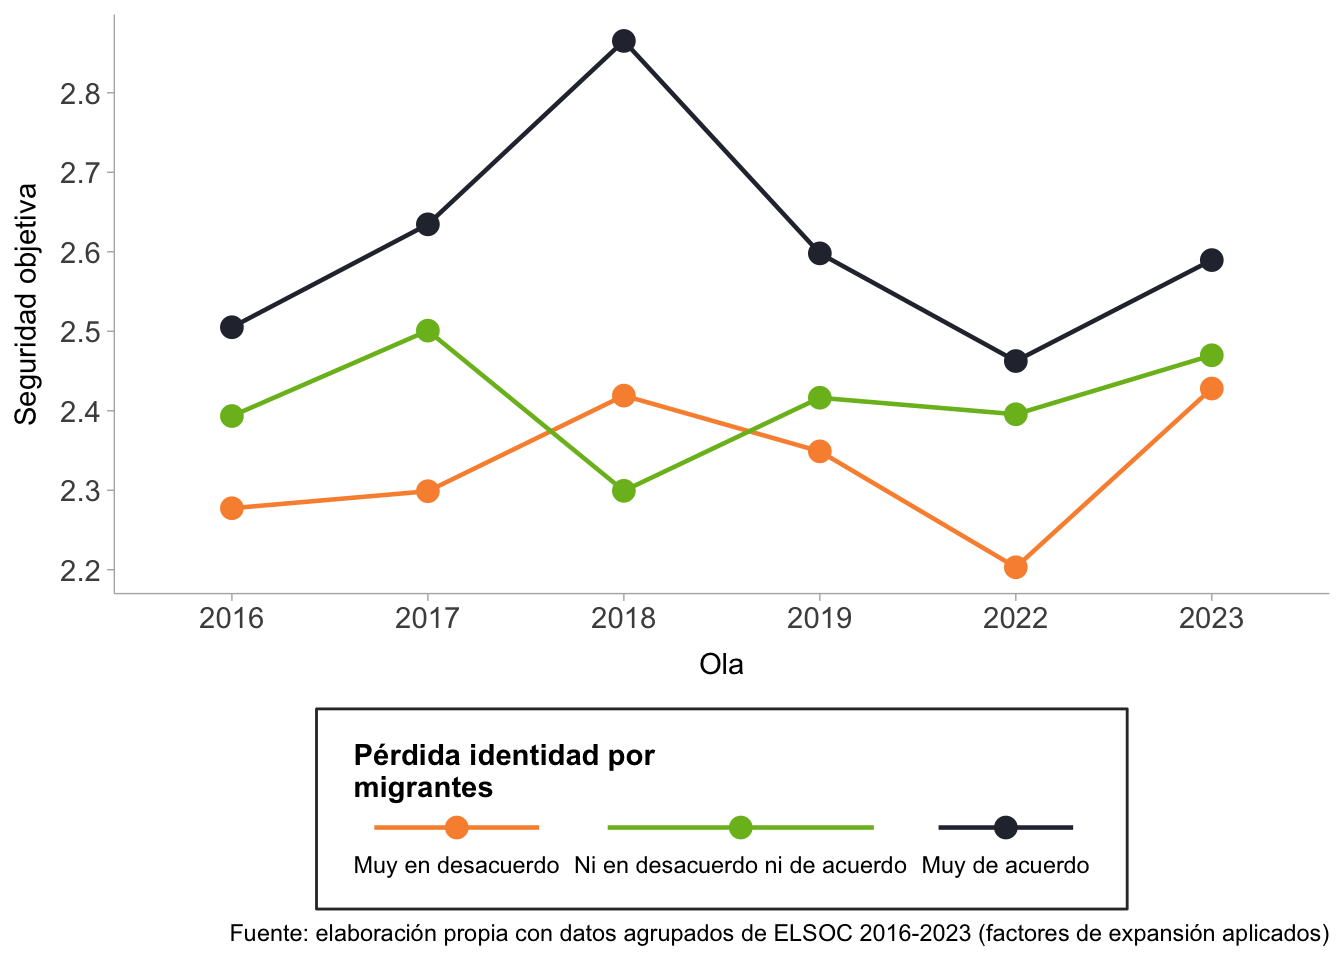 Seguridad objetiva
2.8
2.7
2.6
2.5
2.4
2.3
2.2
2016 2017 2018 2019 2022 2023
Ola
Pérdida identidad por
migrantes
Muy en desacuerdo Ni en desacuerdo ni de acuerdo Muy de acuerdo
Fuente: elaboración propia con datos agrupados de ELSOC 2016-2023 (factores de expansión aplicados)